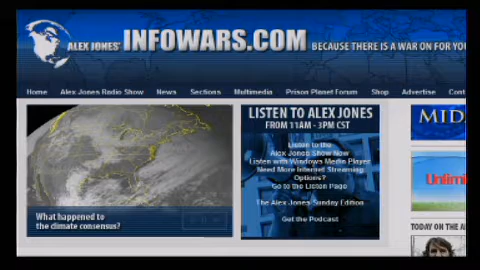 ALEX JONES' INFOWARS.COM BECAUSE THERE IS A WAR ON FOR YOU
Home Alex Jones Radio Show News Sections Multimedia Prison Planet Forum Shop Advertise Cont
What happened to
the climate consensus?
LISTEN TO ALEX JONES
FROM 11AM - 3PM CST
Listen to the
Alex Jones Show Now
Listen with Windows Media Player
Need More Internet Streaming
Options?
Go to the Listen Page
The Alex Jones Sunday Edition
Get the Podcast
MID
Unlimi
TODAY ON THE A